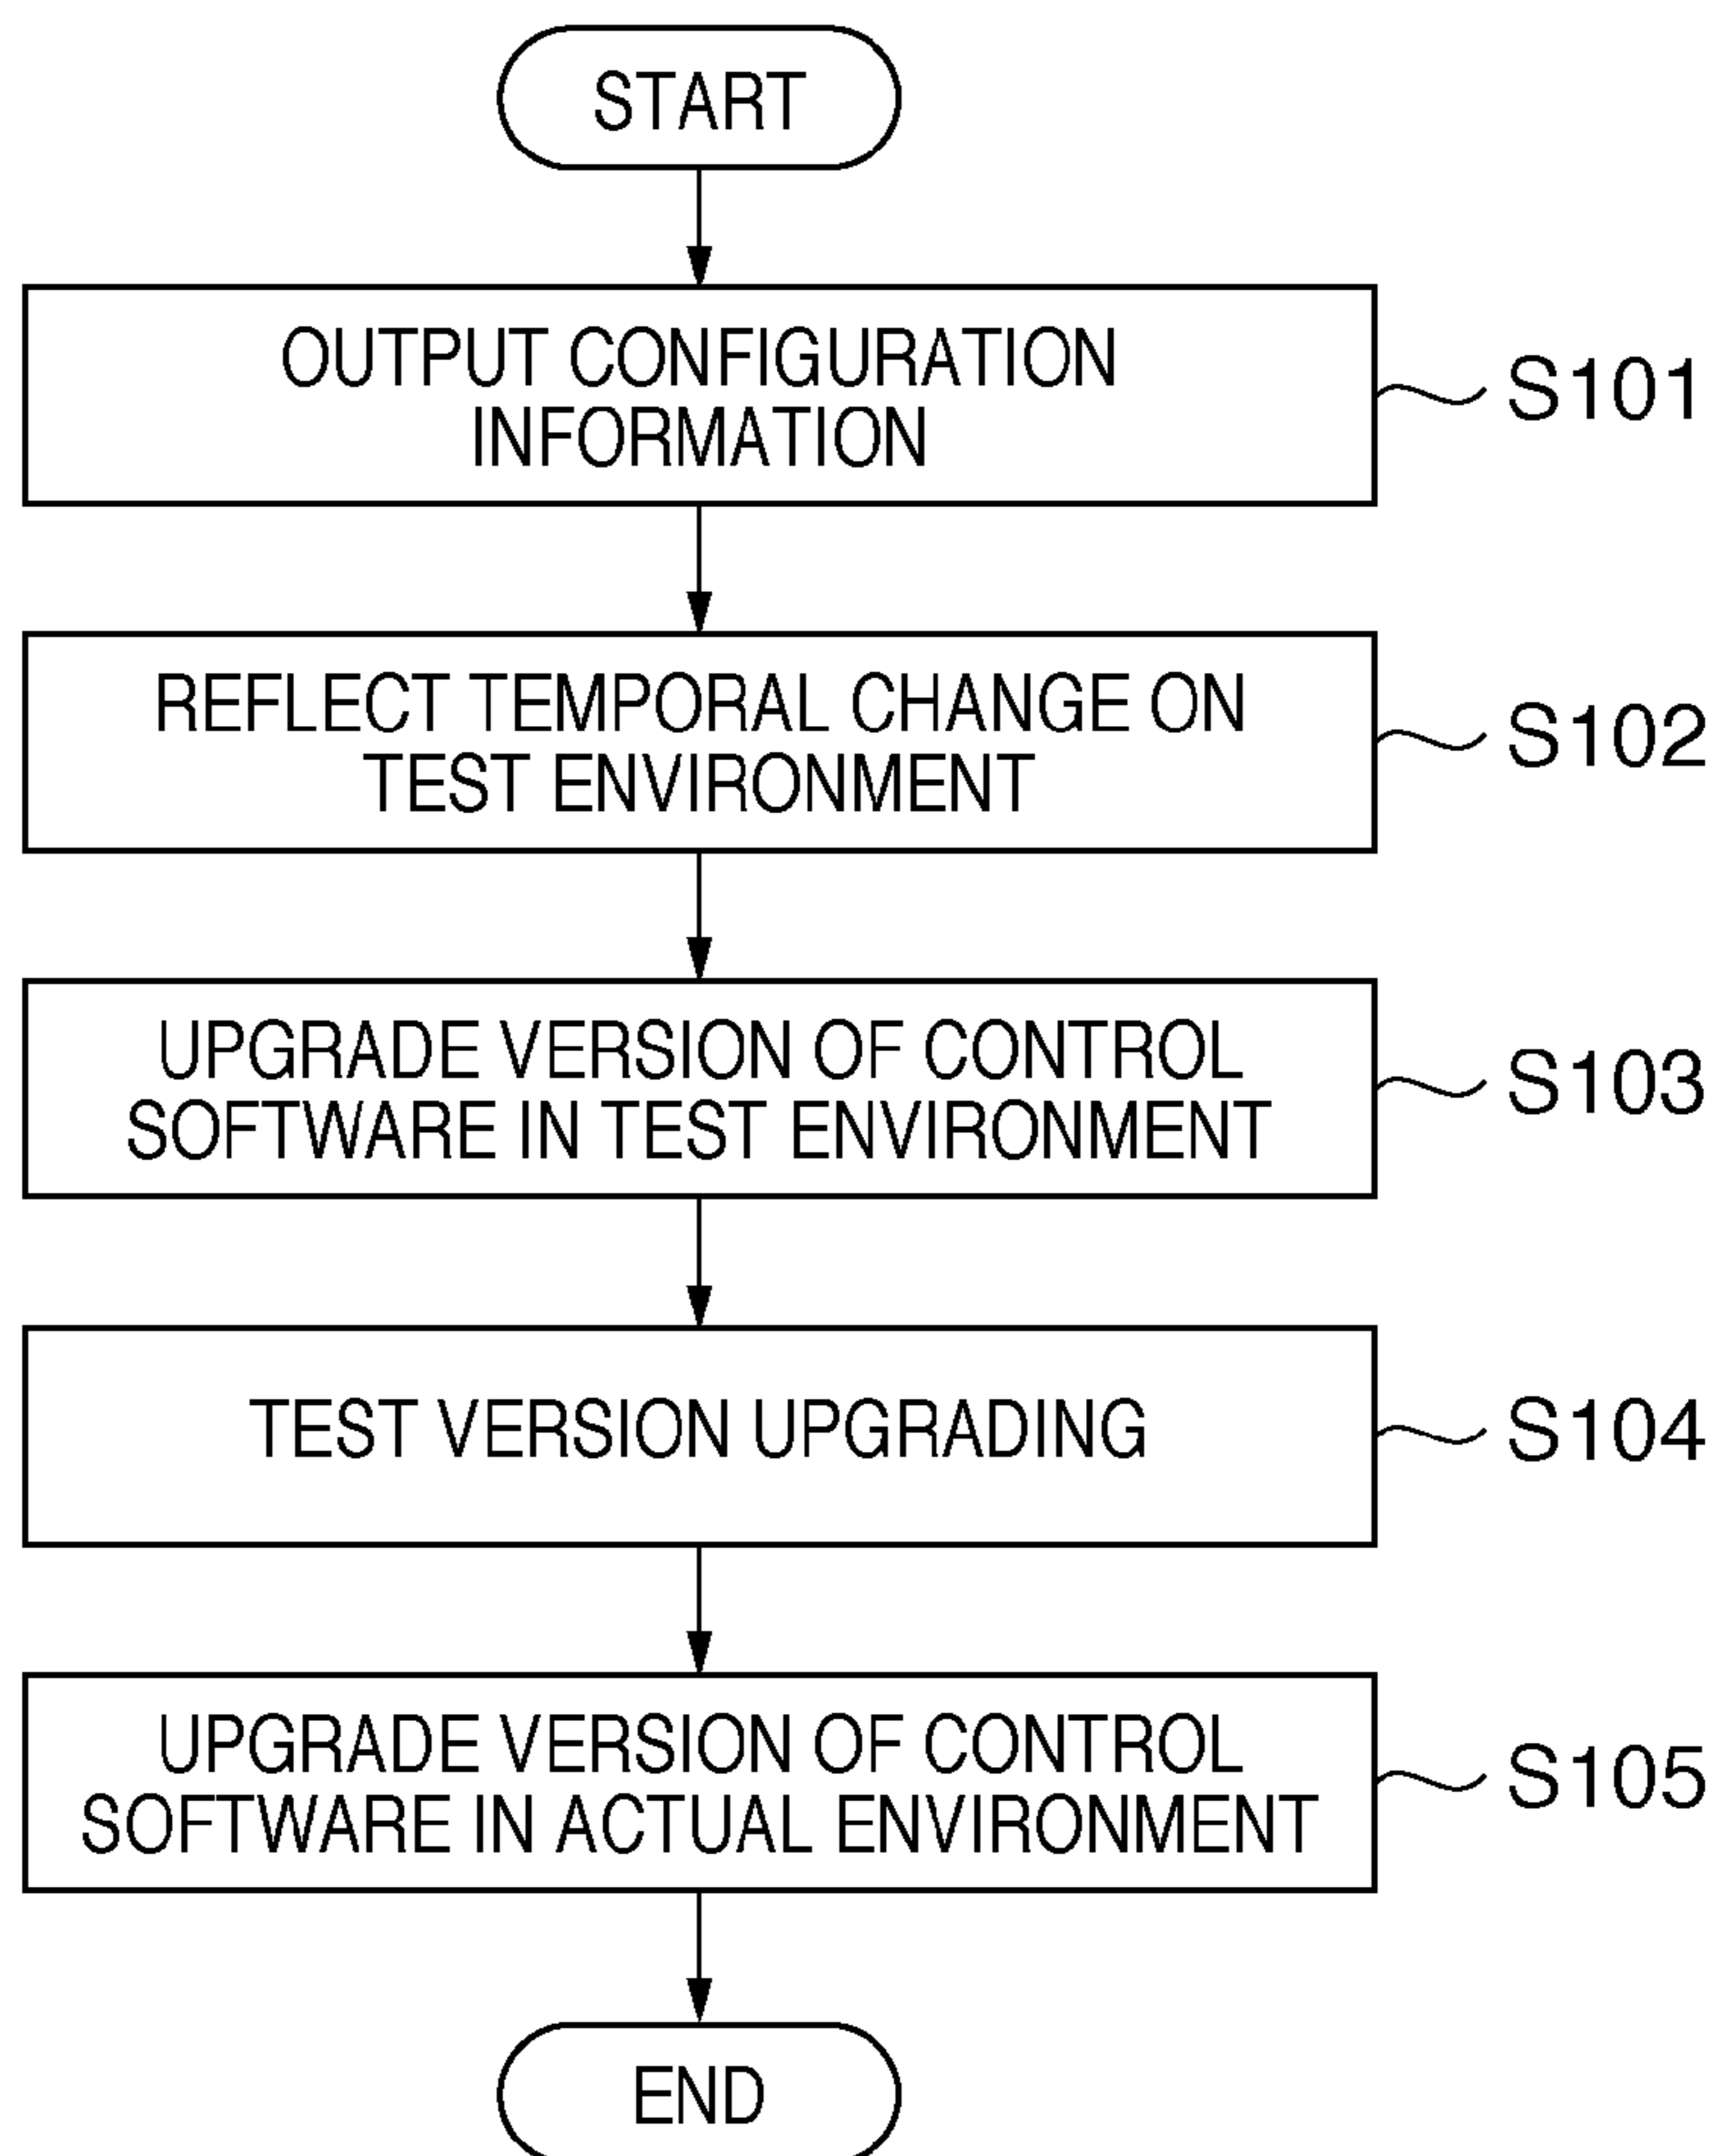 START
OUTPUT CONFIGURATION
INFORMATION
S101
REFLECT TEMPORAL CHANGE ON
TEST ENVIRONMENT
S102
UPGRADE VERSION OF CONTROL
SOFTWARE IN TEST ENVIRONMENT
S103
TEST VERSION UPGRADING
S104
UPGRADE VERSION OF CONTROL
SOFTWARE IN ACTUAL ENVIRONMENT
S105
END